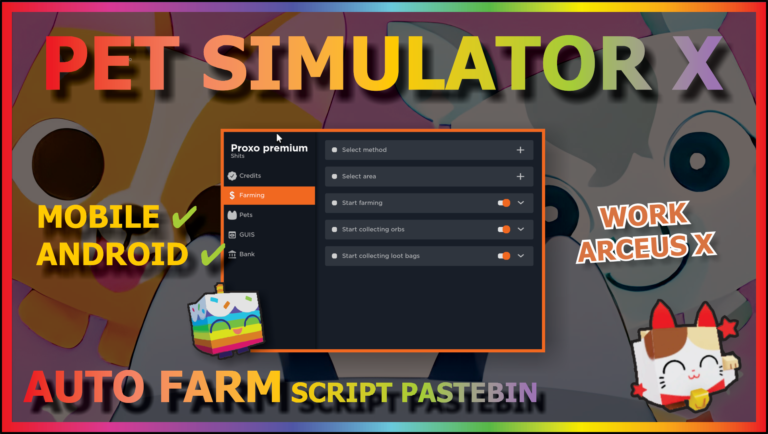 PET SIMULATOR X
Proxo premium
Shits
Credits
$ Farming
Pets
GUIS
Bank
Select method
Select area
Start farming
Start collecting orbs
Start collecting loot bags
MOBILE ✓
ANDROID ✓
WORK
ARCEUS X
AUTO FARM SCRIPT PASTEBIN